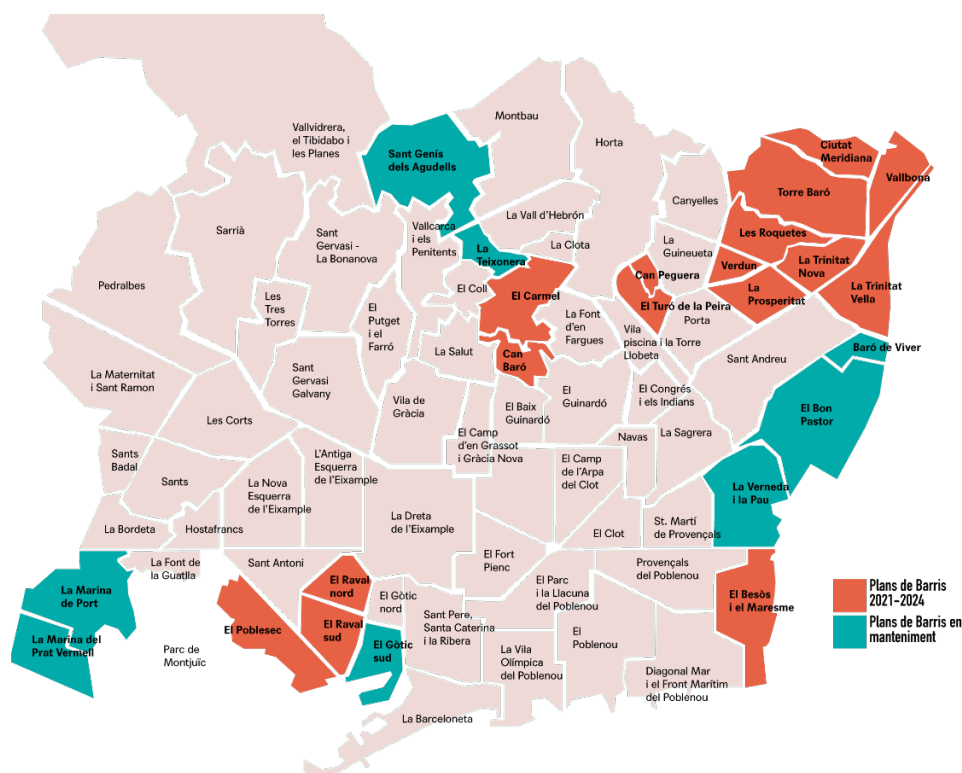 Montbau
Vallvidrera,
el Tibidabo i
les Planes
Horta
Ciutat
Meridiana
Sant Genís
dels Agudells
Vallbona
Torre Baró
Canyelles
La Vall d'Hebrón
Vallcarca
i els
Penitents
Sarrià
Sant
Gervasi -
La Bonanova
Les Roquetes
La Clota
La
Gineueta
La
Teixonera
Verdun
La Trinitat
Nova
Can Peguera
Pedralbes
El Coll
El Carmel
La
Prosperitat
La Trinitat
Vella
Les
Tres
Torres
El
Putget
i el
Farró
El Turó de la Peira
La Font
d'en
Fargues
Porta
Vila
piscina i la Torre
Llobeta
Baró de Viver
La Salut
Can
Baró
Sant Andreu
La Maternitat
i Sant Ramon
Sant
Gervasi
Galvany
El Congrés
i els Indians
Vila de
Gràcia
El
Guinardó
El Baix
Guinardó
El Bon
Pastor
Les Corts
El Camp
d'en Grassot
i Gràcia Nova
Navas
La Sagrera
Sants
Badal
L'Antiga
Esquerra
de l'Eixample
El Camp
de l'Arpa
del Clot
Sants
La Nova
Esquerra
de l'Eixample
La Verneda
i la Pau
La Dreta
de l'Eixample
La Bordeta
Hostafrancs
El Clot
St. Martí
de Provençals
La Font de
la Guatlla
Sant Antoni
El Fort
Pienc
Provençals
del Poblenou
La Marina
de Port
El Raval
nord
El Gòtic
nord
El Parc
i la Llacuna
del Poblenou
El Besòs
i el Maresme
Plans de Barris
2021-2024
Sant Pere,
Santa Caterina
i la Ribera
El Poblesec
El Raval
sud
Plans de Barris en
manteniment
La Marina del
Prat Vermell
El Gòtic
sud
El
Poblenou
Parc de
Montjuïc
La Vila
Olímpica
del Poblenou
Diagonal Mar
i el Front Marítim
del Poblenou
La Barceloneta